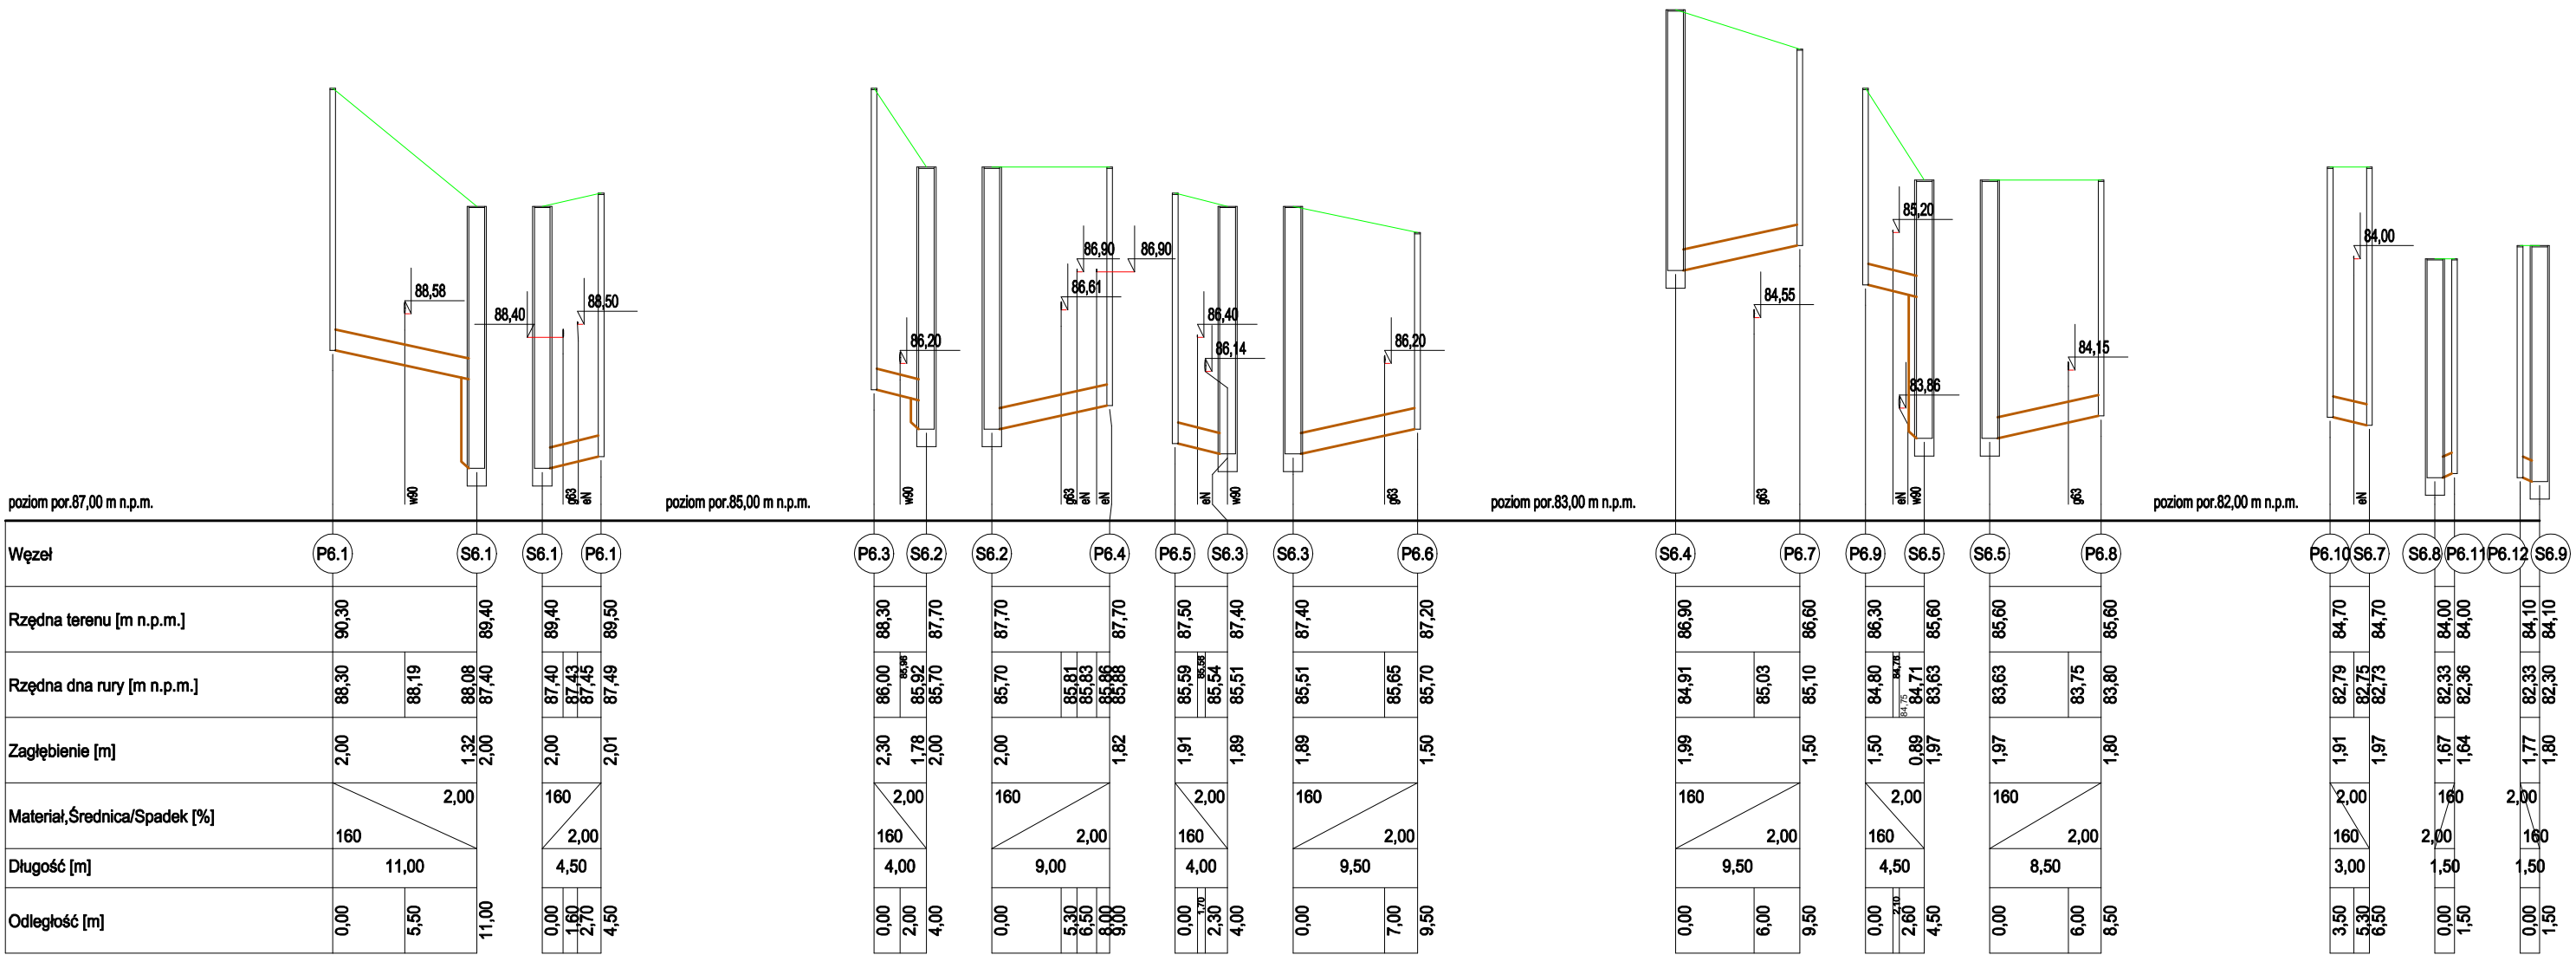 88,58
88,40
88,50
86,20
86,90
86,90
86,61
86,40
86,14
86,20
84,55
85,20
83,86
84,15
84,00
w90
g63
eN
w90
g63
eN
eN
eN
w90
g63
g63
eN
w90
g63
eN
poziom por.87,00 m n.p.m.
poziom por.85,00 m n.p.m.
poziom por.83,00 m n.p.m.
poziom por.82,00 m n.p.m.
Węzeł P6.1 S6.1 S6.1 P6.1 P6.3 S6.2 S6.2 P6.4 P6.5 S6.3 S6.3 P6.6 S6.4 P6.7 P6.9 S6.5 S6.5 P6.8 P6.10 S6.7 S6.8 P6.11 P6.12 S6.9
Rzędna terenu [m n.p.m.] 90,30 89,40 89,40 89,50 88,30 87,70 87,70 87,70 87,50 87,40 87,40 87,20 86,90 86,60 86,30 85,60 85,60 85,60 84,70 84,70 84,00 84,00 84,10 84,10
Rzędna dna rury [m n.p.m.] 88,30 88,19 88,08 87,40 87,40 87,43 87,45 87,49 86,00 85,96 85,92 85,70 85,70 85,81 85,83 85,86 85,88 85,59 85,56 85,54 85,51 85,51 85,65 85,70 84,91 85,03 85,10 84,80 84,76 84,75 84,71 83,63 83,63 83,75 83,80 82,79 82,75 82,73 82,33 82,36 82,33 82,30
Zagłębienie [m] 2,00 1,32 2,00 2,00 2,01 2,30 1,78 2,00 2,00 1,82 1,91 1,89 1,89 1,50 1,99 1,50 1,50 0,89 1,97 1,97 1,80 1,91 1,97 1,67 1,64 1,77 1,80
Materiał,Średnica/Spadek [%] 160 2,00 160 2,00 160 2,00 160 2,00 160 2,00 160 2,00 160 2,00 160 2,00 160 2,00 160 2,00 160 2,00 160 2,00
Długość [m] 11,00 4,50 4,00 9,00 4,00 9,50 9,50 4,50 8,50 3,00 1,50 1,50
Odległość [m] 0,00 5,50 11,00 0,00 1,60 2,70 4,50 0,00 2,00 4,00 0,00 5,30 6,50 8,00 9,00 0,00 1,70 2,30 4,00 0,00 7,00 9,50 0,00 6,00 9,50 0,00 2,10 2,60 4,50 0,00 6,00 8,50 3,50 5,30 6,50 0,00 1,50 0,00 1,50